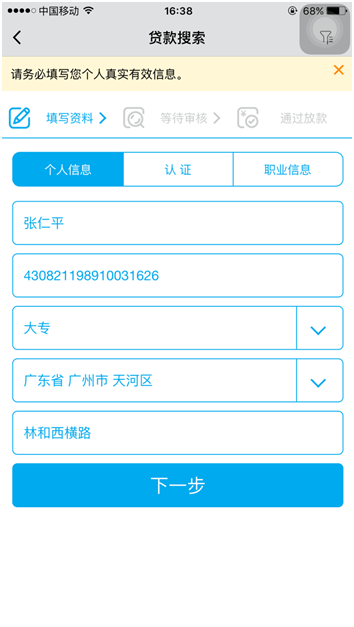 中国移动 16:38 68%
贷款搜索
请务必填写您个人真实有效信息。
填写资料 等待审核 通过放款
个人信息 认 证 职业信息
张仁平
430821198910031626
大专
广东省 广州市 天河区
林和西横路
下一步